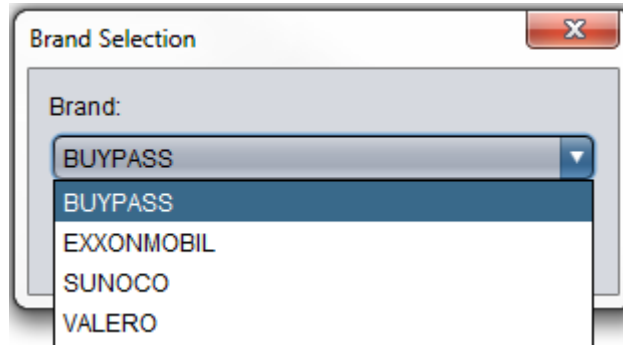 Brand Selection
Brand:
BUYPASS
BUYPASS
EXXONMOBIL
SUNOCO
VALERO